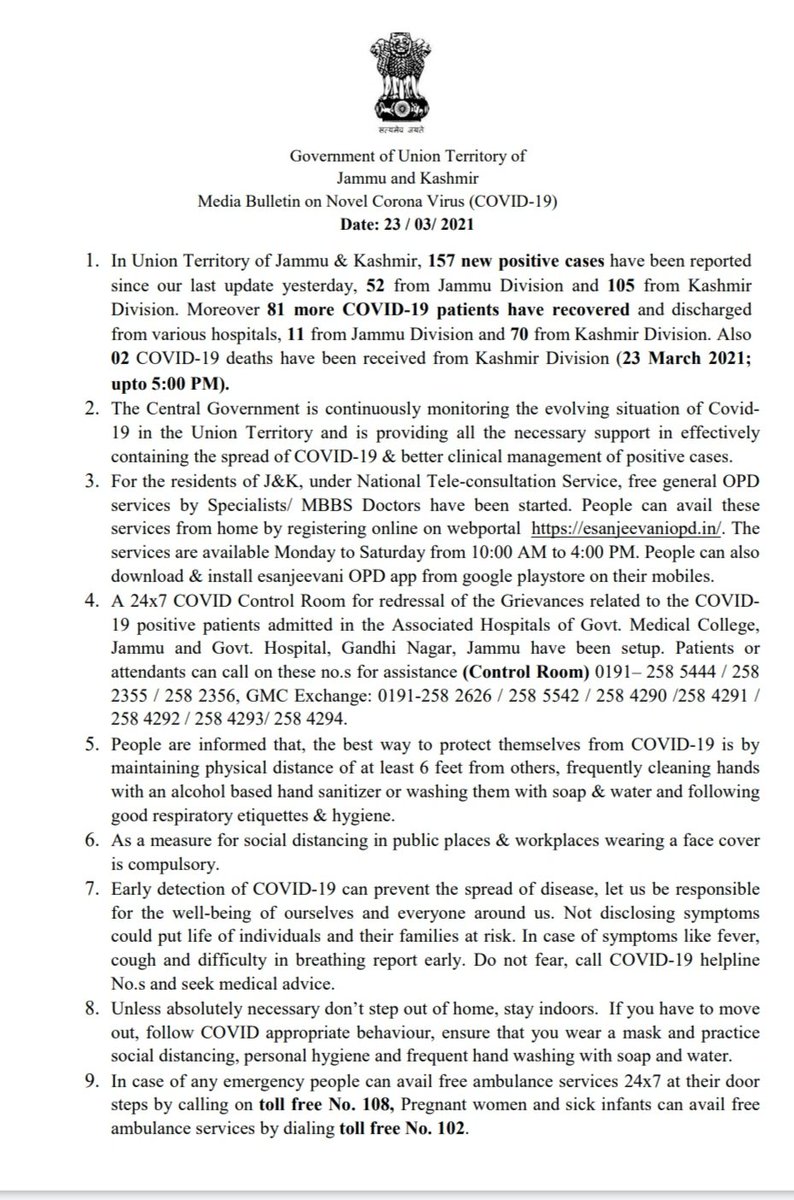 सत्यमेव जयते
Government of Union Territory of
Jammu and Kashmir
Media Bulletin on Novel Corona Virus (COVID-19)
Date: 23 / 03/ 2021
1. In Union Territory of Jammu & Kashmir, 157 new positive cases have been reported
since our last update yesterday, 52 from Jammu Division and 105 from Kashmir
Division. Moreover 81 more COVID-19 patients have recovered and discharged
from various hospitals, 11 from Jammu Division and 70 from Kashmir Division. Also
02 COVID-19 deaths have been received from Kashmir Division (23 March 2021;
upto 5:00 PM).
2. The Central Government is continuously monitoring the evolving situation of Covid-
19 in the Union Territory and is providing all the necessary support in effectively
containing the spread of COVID-19 & better clinical management of positive cases.
3. For the residents of J&K, under National Tele-consultation Service, free general OPD
services by Specialists/ MBBS Doctors have been started. People can avail these
services from home by registering online on webportal https://esanjeevaniopd.in/. The
services are available Monday to Saturday from 10:00 AM to 4:00 PM. People can also
download & install esanjeevani OPD app from google playstore on their mobiles.
4. A 24x7 COVID Control Room for redressal of the Grievances related to the COVID-
19 positive patients admitted in the Associated Hospitals of Govt. Medical College,
Jammu and Govt. Hospital, Gandhi Nagar, Jammu have been setup. Patients or
attendants can call on these no.s for assistance (Control Room) 0191– 258 5444 / 258
2355 / 258 2356, GMC Exchange: 0191-258 2626 / 258 5542 / 258 4290 /258 4291 /
258 4292 / 258 4293/ 258 4294.
5. People are informed that, the best way to protect themselves from COVID-19 is by
maintaining physical distance of at least 6 feet from others, frequently cleaning hands
with an alcohol based hand sanitizer or washing them with soap & water and following
good respiratory etiquettes & hygiene.
6. As a measure for social distancing in public places & workplaces wearing a face cover
is compulsory.
7. Early detection of COVID-19 can prevent the spread of disease, let us be responsible
for the well-being of ourselves and everyone around us. Not disclosing symptoms
could put life of individuals and their families at risk. In case of symptoms like fever,
cough and difficulty in breathing report early. Do not fear, call COVID-19 helpline
No.s and seek medical advice.
8. Unless absolutely necessary don’t step out of home, stay indoors. If you have to move
out, follow COVID appropriate behaviour, ensure that you wear a mask and practice
social distancing, personal hygiene and frequent hand washing with soap and water.
9. In case of any emergency people can avail free ambulance services 24x7 at their door
steps by calling on toll free No. 108, Pregnant women and sick infants can avail free
ambulance services by dialing toll free No. 102.